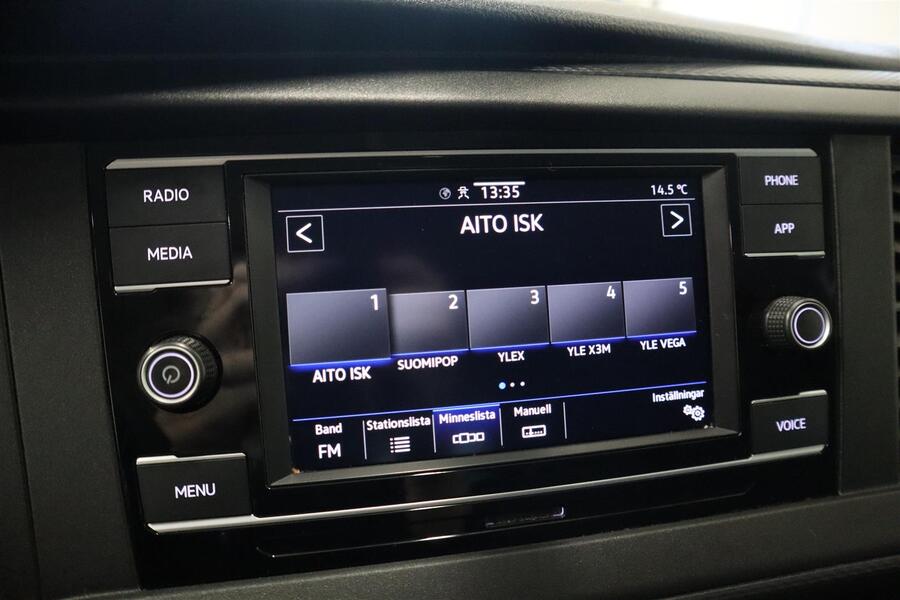 RADIO
MEDIA
MENU
PHONE
APP
VOICE
13:35
14.5 °C
<
AITO ISK
>
1
2
3
4
5
AITO ISK
SUOMIPOP
YLEX
YLE X3M
YLE VEGA
Band
FM
Stationslista
Minneslista
Manuell
Inställningar